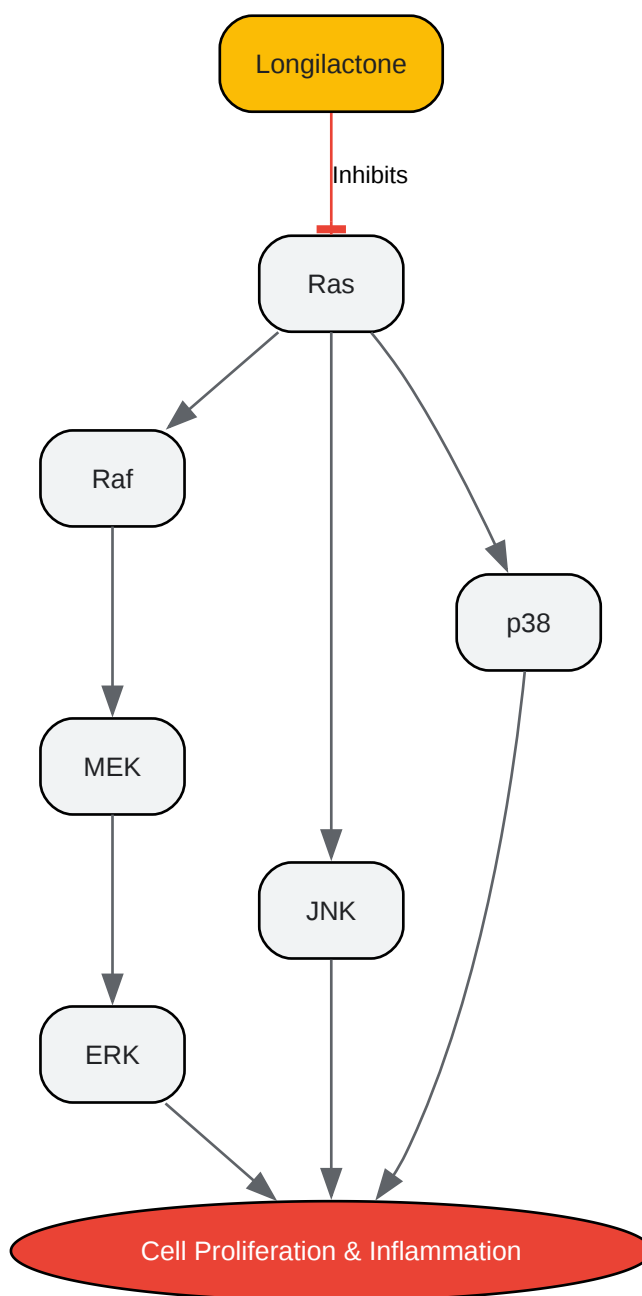 Longilactone
Inhibits
Ras
Raf
p38
MEK
JNK
ERK
Cell Proliferation & Inflammation